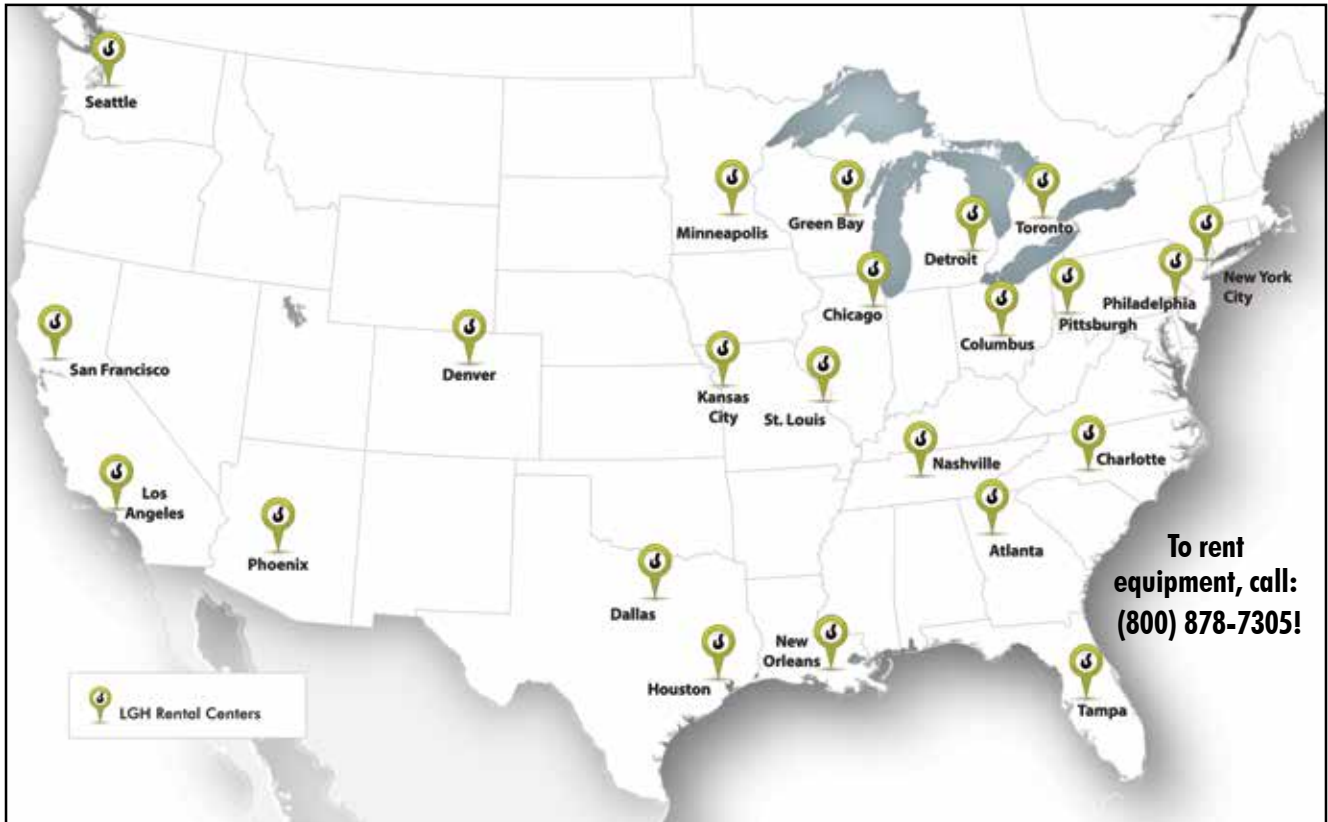 Seattle
Minneapolis
Green Bay
Toronto
Detroit
New York
City
Philadelphia
Pittsburgh
Chicago
Columbus
San Francisco
Denver
Kansas
City
St. Louis
Nashville
Charlotte
Los
Angeles
Phoenix
Atlanta
To rent
equipment, call:
(800) 878-7305!
Dallas
New
Orleans
Houston
Tampa
LGH Rental Centers